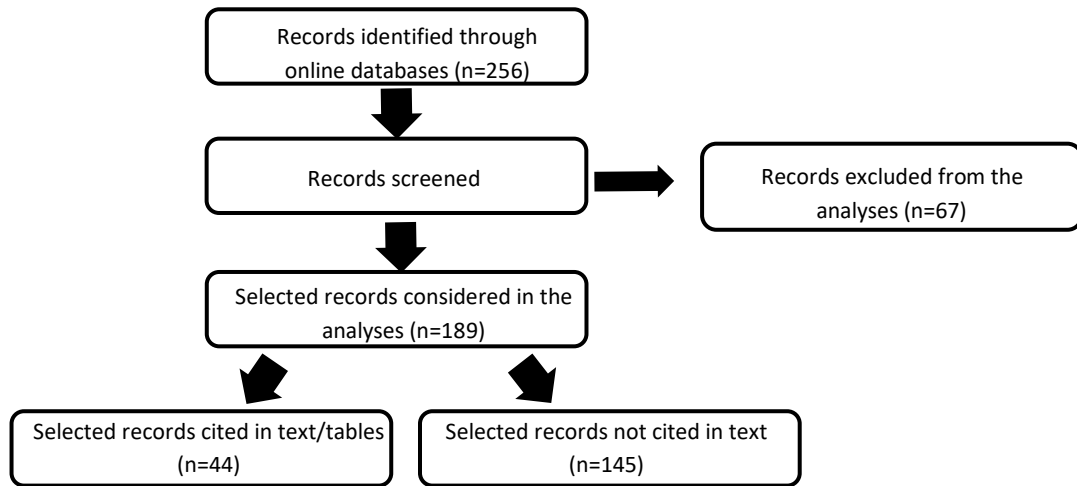 Records identified through
online databases (n=256)
Records screened
Records excluded from the
analyses (n=67)
Selected records considered in the
analyses (n=189)
Selected records cited in text/tables
(n=44)
Selected records not cited in text
(n=145)